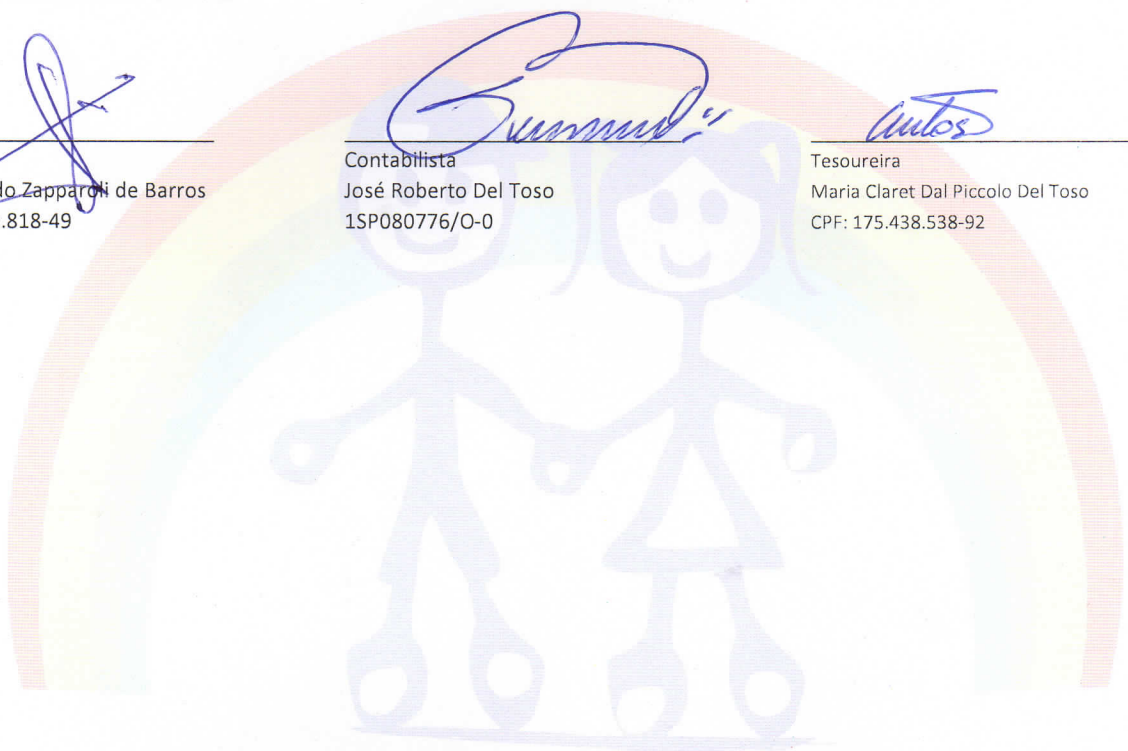 do Zapparoli de Barros
.818-49
Contabilista
José Roberto Del Toso
1SP080776/O-0
Tesoureira
Maria Claret Dal Piccolo Del Toso
CPF: 175.438.538-92